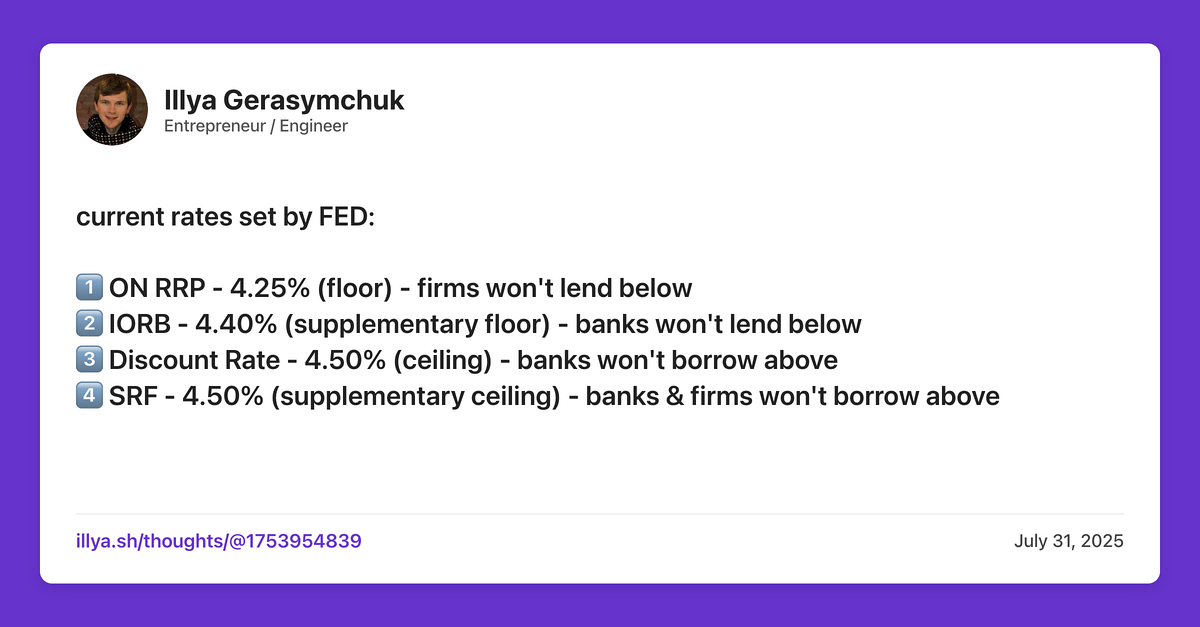 Illya Gerasymchuk
Entrepreneur / Engineer
current rates set by FED:
1️⃣ ON RRP - 4.25% (floor) - firms won't lend below
2️⃣ IORB - 4.40% (supplementary floor) - banks won't lend below
3️⃣ Discount Rate - 4.50% (ceiling) - banks won't borrow above
4️⃣ SRF - 4.50% (supplementary ceiling) - banks & firms won't borrow above
illya.sh/thoughts/@1753954839
July 31, 2025